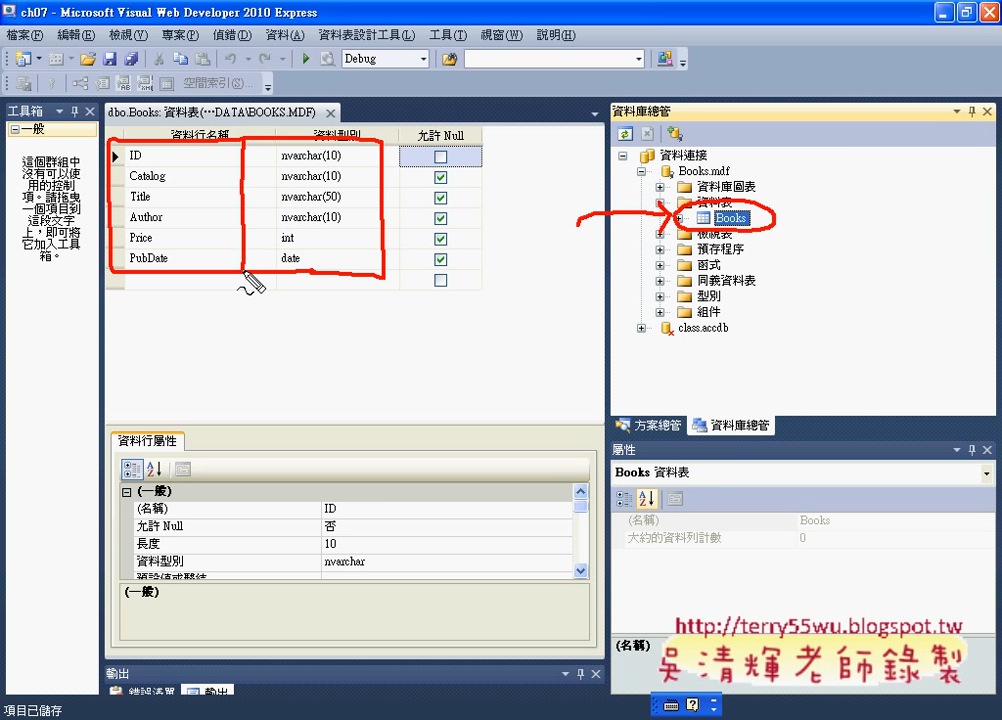 ch07 - Microsoft Visual Web Developer 2010 Express
檔案(F) 編輯(E) 檢視(V) 專案(P) 偵錯(D) 資料(A) 資料表設計工具(L) 工具(T) 視窗(W) 說明(H)
Debug
空間索引(S)...
工具箱
一般
這個群組中
沒有可以使
用的控制
項。請拖曳
一個項目到
這段文字
上，即可將
它加入工具
箱。
dbo.Books: 資料表(...DATA\BOOKS.MDF)
資料行名稱 資料型別 允許 Null
ID nvarchar(10)
Catalog nvarchar(10)
Title nvarchar(50)
Author nvarchar(10)
Price int
PubDate date
資料行屬性
(一般)
(名稱) ID
允許 Null 否
長度 10
資料型別 nvarchar
預設值或繫結
(一般)
輸出
錯誤清單 輸出
項目已儲存
資料庫總管
資料連接
Books.mdf
資料庫圖表
資料表
Books
檢視表
預存程序
函式
同義資料表
型別
組件
class.accdb
方案總管 資料庫總管
屬性
Books 資料表
(名稱) Books
大約的資料列計數 0
(名稱)
http://terry55wu.blogspot.tw
吳清輝老師錄製